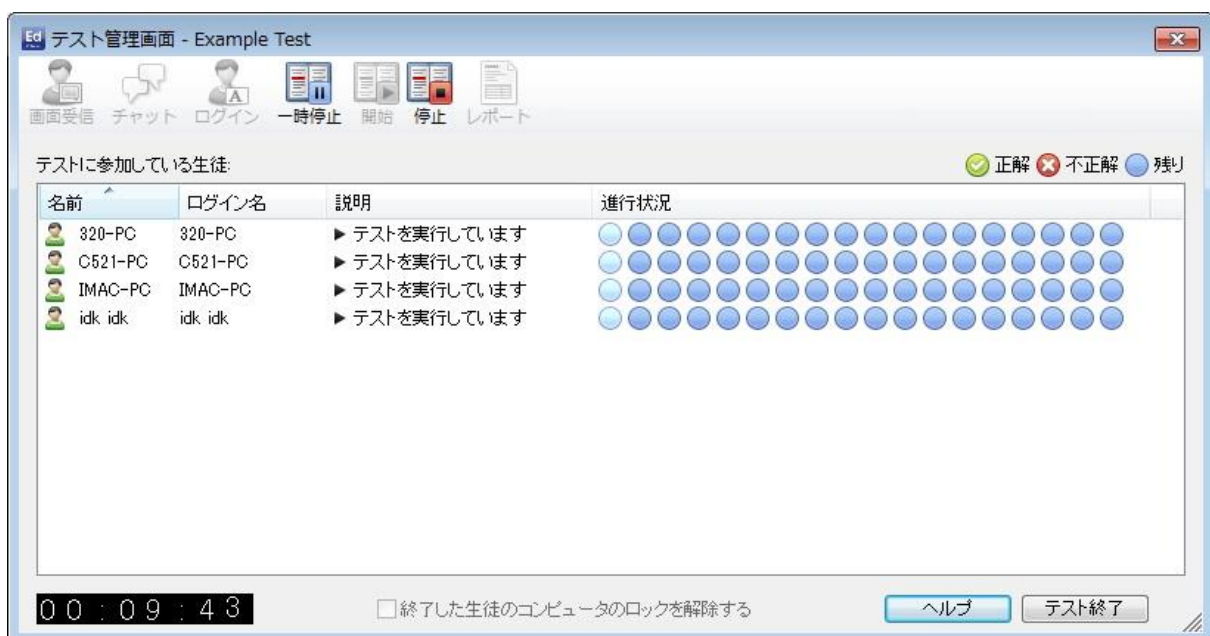 Ed テスト管理画面 - Example Test
画面受信 チャット ログイン 一時停止 開始 停止 レポート
テストに参加している生徒: 正解 不正解 残り
名前 ログイン名 説明 進行状況
320-PC 320-PC テストを実行しています
C521-PC C521-PC テストを実行しています
IMAC-PC IMAC-PC テストを実行しています
idk idk idk idk テストを実行しています
00:09:43 終了した生徒のコンピュータのロックを解除する ヘルプ テスト終了